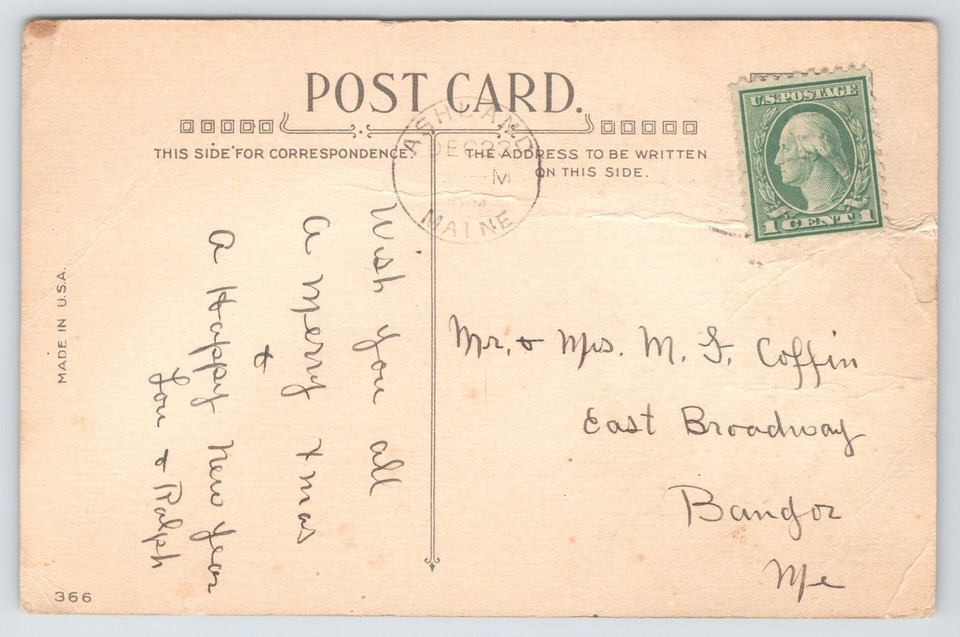 POST CARD.
THIS SIDE FOR CORRESPONDENCE.
THE ADDRESS TO BE WRITTEN
ON THIS SIDE.
ASHLAND
DEC 22
M
MAINE
U.S. POSTAGE
1 CENT 1
Wish you all
A Merry Xmas
&
A Happy New Year
Lou & Ralph
Mr. & Mrs. M. F. Coffin
East Broadway
Bangor
Me
MADE IN U.S.A.
366